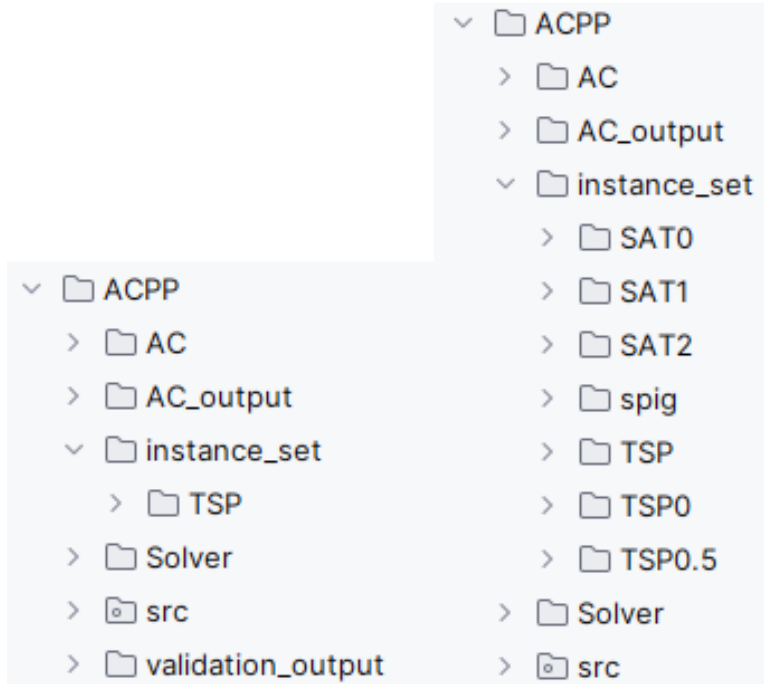 ACPP
AC
AC_output
instance_set
TSP
Solver
src
validation_output
ACPP
AC
AC_output
instance_set
SAT0
SAT1
SAT2
spig
TSP
TSP0
TSP0.5
Solver
src